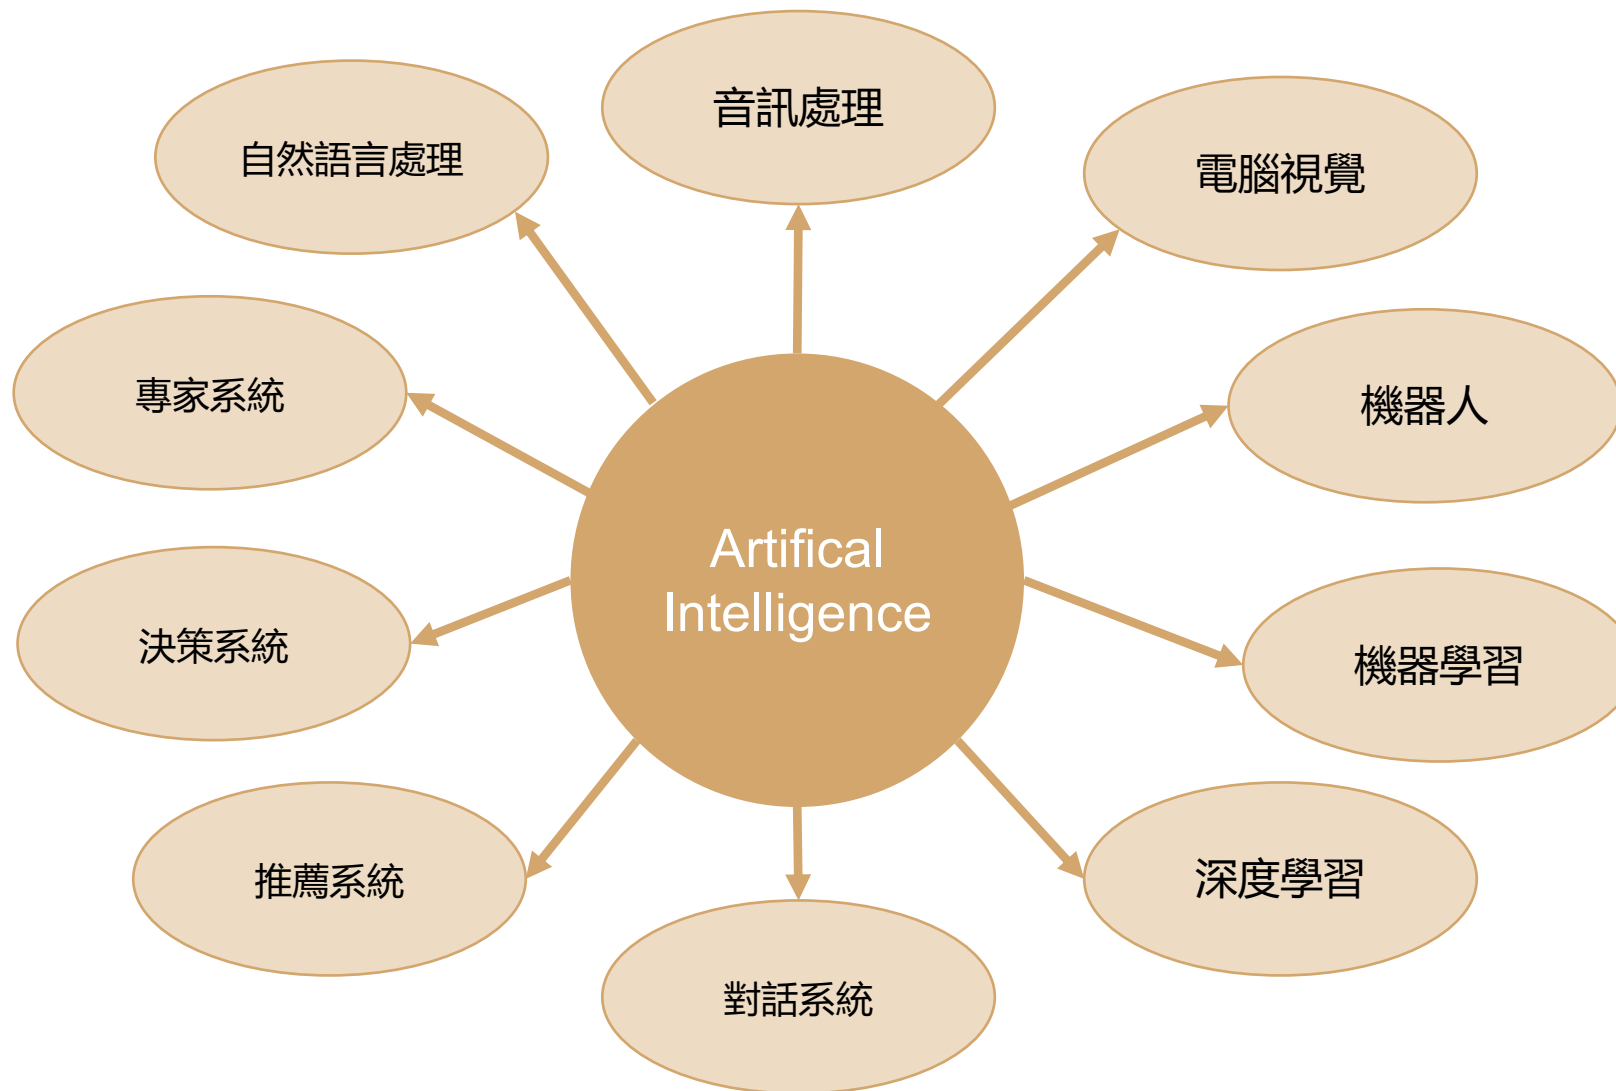 音訊處理
自然語言處理
電腦視覺
專家系統
機器人
Artifical
Intelligence
決策系統
機器學習
推薦系統
深度學習
對話系統